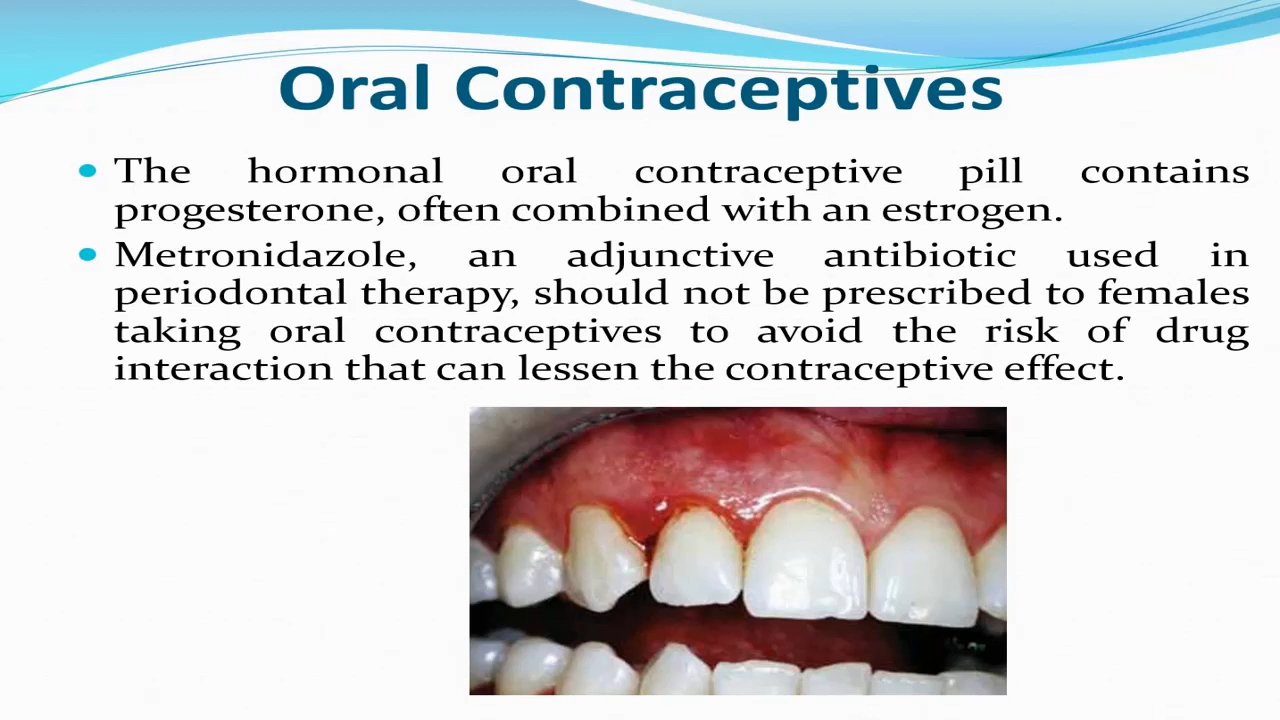 Oral Contraceptives
The hormonal oral contraceptive pill contains
progesterone, often combined with an estrogen.
Metronidazole, an adjunctive antibiotic used in
periodontal therapy, should not be prescribed to females
taking oral contraceptives to avoid the risk of drug
interaction that can lessen the contraceptive effect.